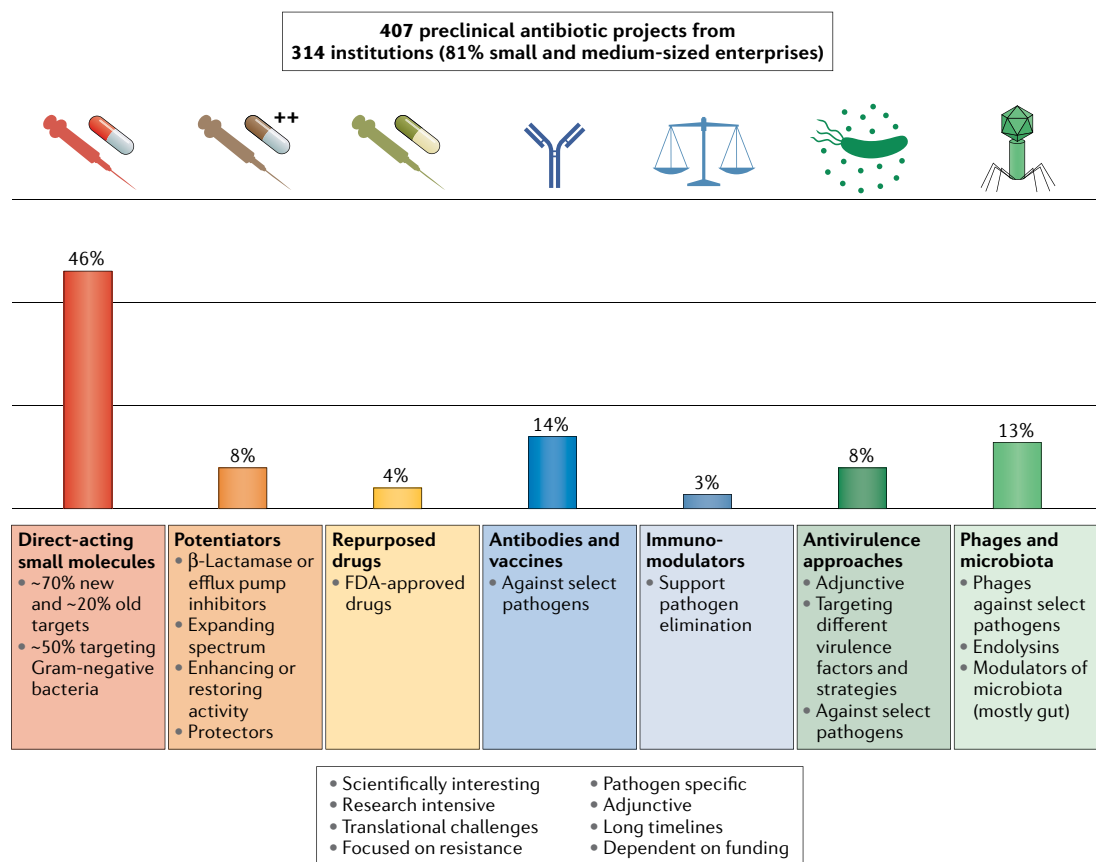 407 preclinical antibiotic projects from
314 institutions (81% small and medium-sized enterprises)
++
46%
8%
4%
14%
3%
8%
13%
Direct-acting
small molecules
• ~70% new
and ~20% old
targets
• ~50% targeting
Gram-negative
bacteria
Potentiators
• β-Lactamase or
efflux pump
inhibitors
• Expanding
spectrum
• Enhancing or
restoring
activity
• Protectors
Repurposed
drugs
• FDA-approved
drugs
Antibodies and
vaccines
• Against select
pathogens
Immuno-
modulators
• Support
pathogen
elimination
Antivirulence
approaches
• Adjunctive
• Targeting
different
virulence
factors and
strategies
• Against select
pathogens
Phages and
microbiota
• Phages
against select
pathogens
• Endolysins
• Modulators of
microbiota
(mostly gut)
• Scientifically interesting
• Research intensive
• Translational challenges
• Focused on resistance
• Pathogen specific
• Adjunctive
• Long timelines
• Dependent on funding